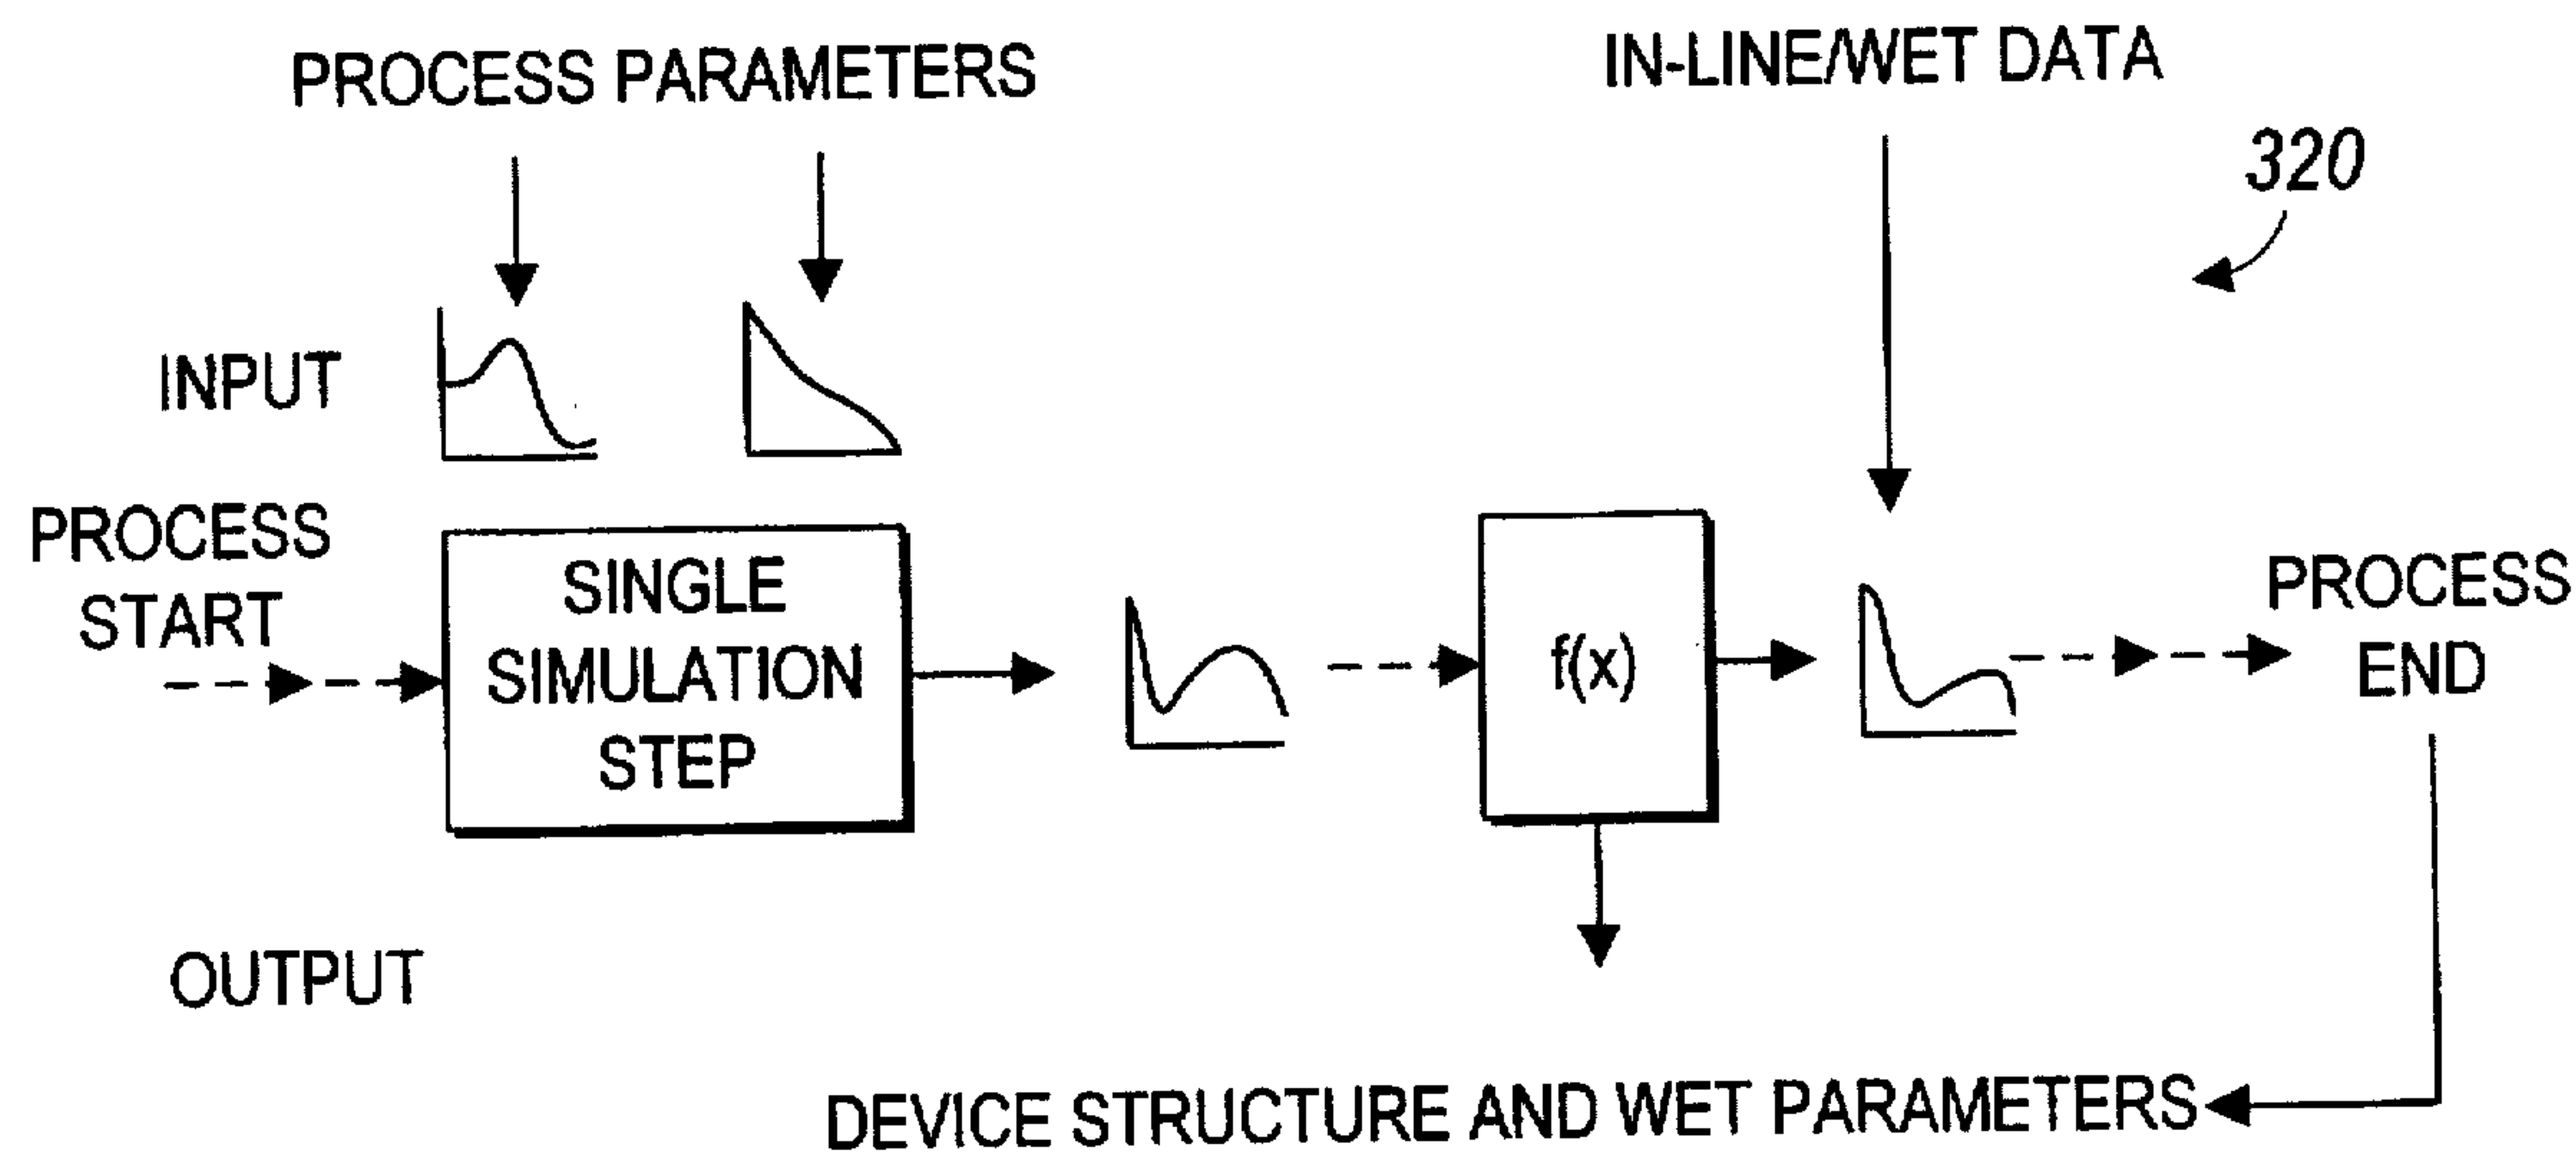 PROCESS PARAMETERS
IN-LINE/WET DATA
320
INPUT
PROCESS
START
SINGLE
SIMULATION
STEP
f(x)
PROCESS
END
OUTPUT
DEVICE STRUCTURE AND WET PARAMETERS